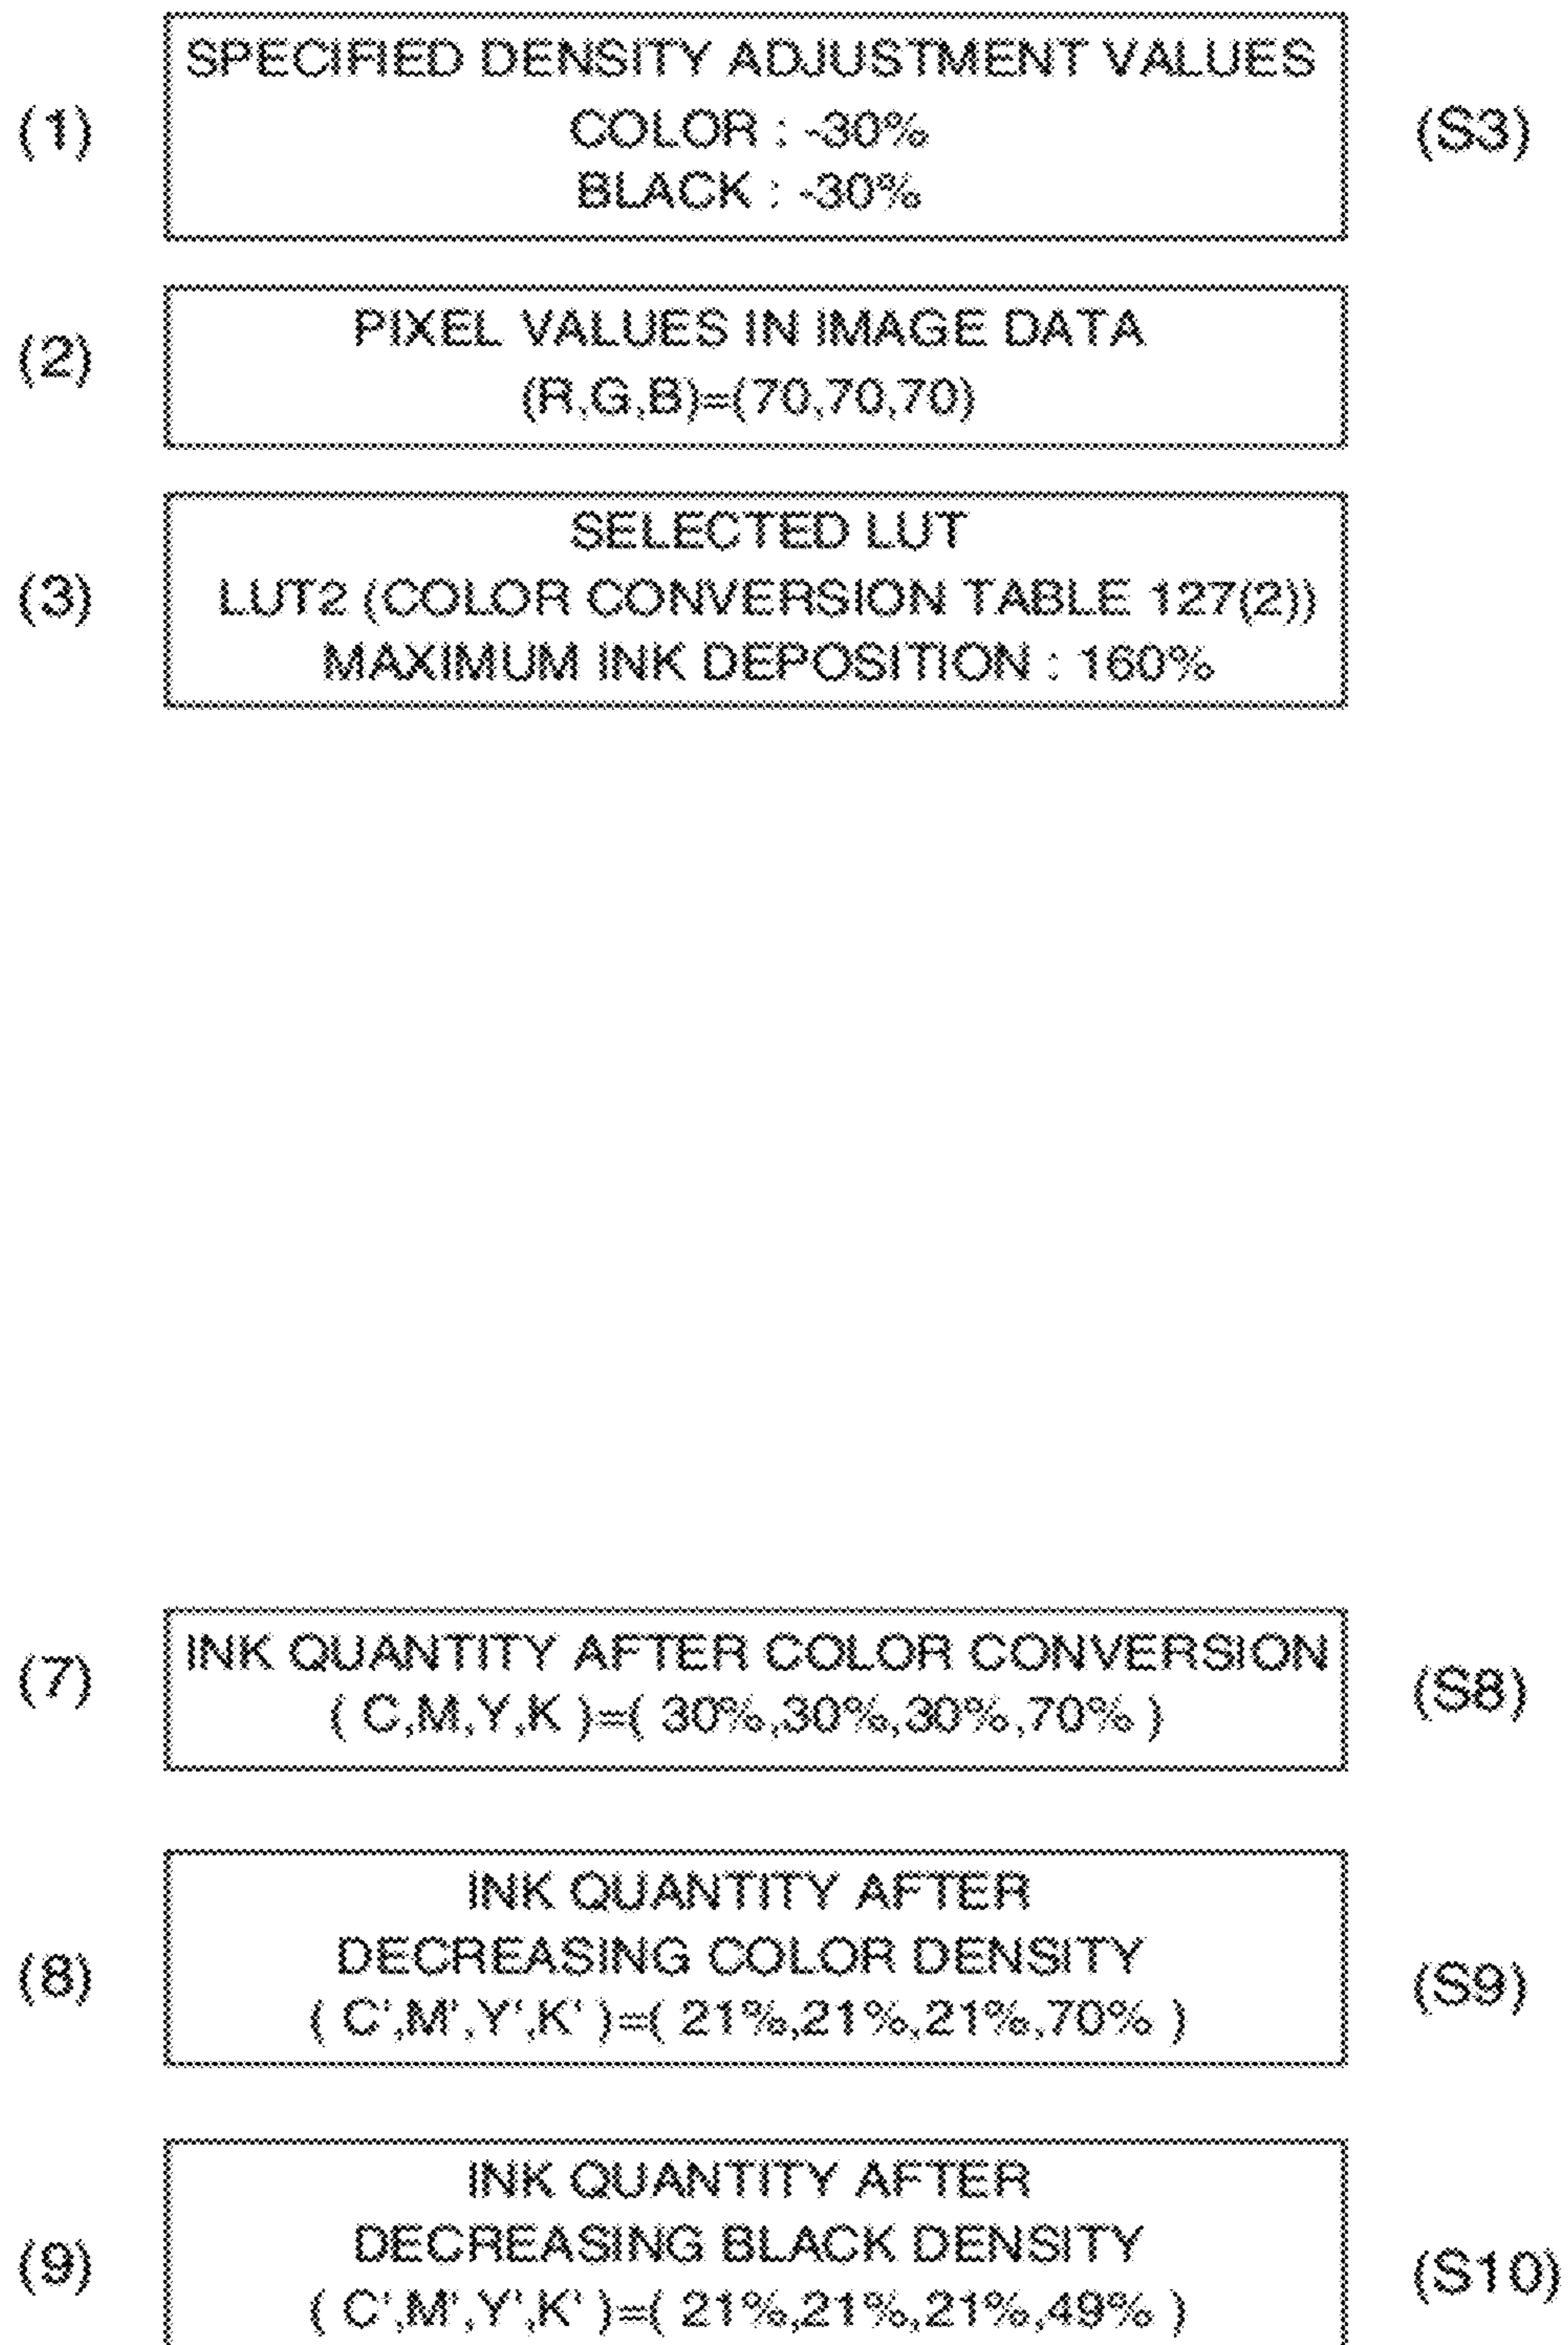 SPECIFIED DENSITY ADJUSTMENT VALUES
(1) COLOR : -30% (S3)
BLACK : -30%
PIXEL VALUES IN IMAGE DATA
(2)
(R,G,B)=(70,70,70)
SELECTED LUT
(3) LUT2 (COLOR CONVERSION TABLE 127(2))
MAXIMUM INK DEPOSITION : 160%
INK QUANTITY AFTER COLOR CONVERSION
(7) (S8)
( C,M,Y,K )=( 30%,30%,30%,70% )
INK QUANTITY AFTER
DECREASING COLOR DENSITY
(8) (S9)
( C',M',Y',K' )=( 21%,21%,21%,70% )
INK QUANTITY AFTER
DECREASING BLACK DENSITY
(9) (S10)
( C',M',Y',K' )=( 21%,21%,21%,49% )